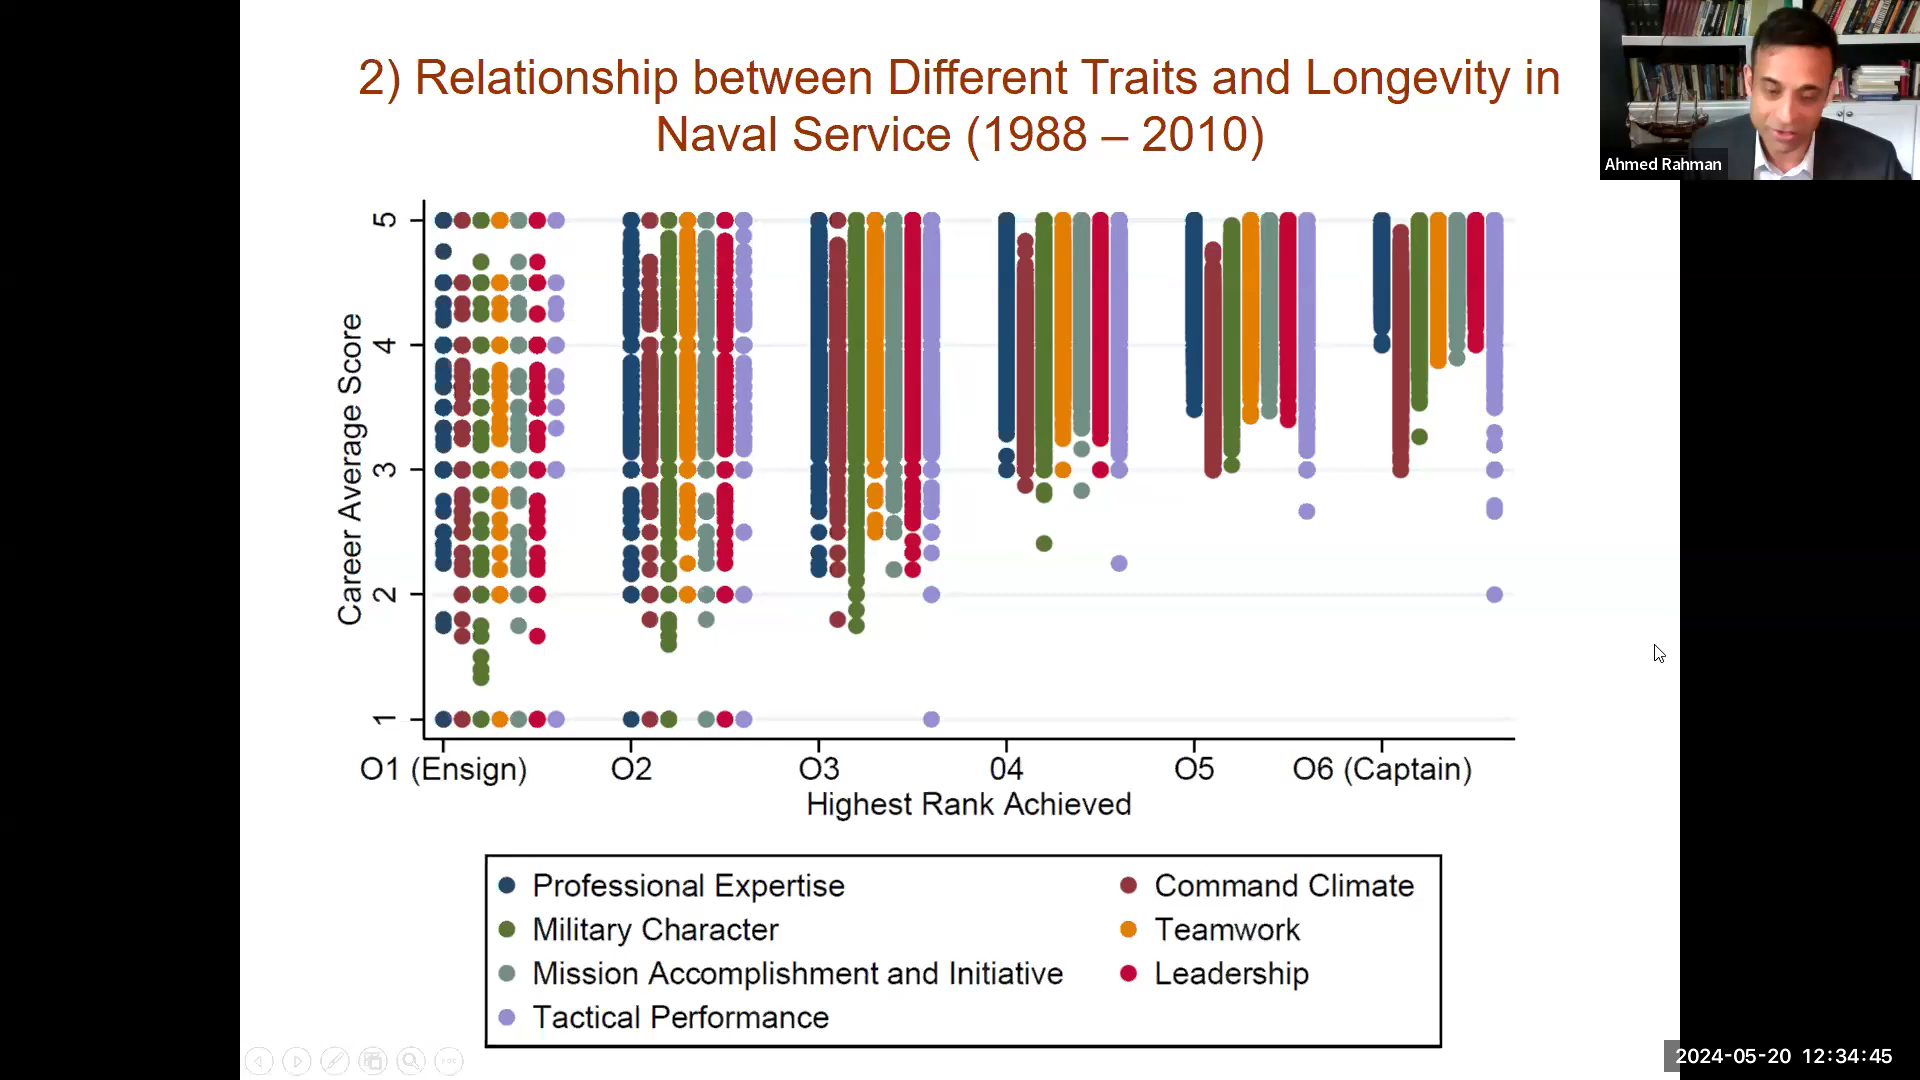 2) Relationship between Different Traits and Longevity in
Naval Service (1988 – 2010)
Ahmed Rahman
Career Average Score
5
4
3
2
1
O1 (Ensign)
O2
O3
04
O5
O6 (Captain)
Highest Rank Achieved
Professional Expertise
Command Climate
Military Character
Teamwork
Mission Accomplishment and Initiative
Leadership
Tactical Performance
2024-05-20 12:34:45